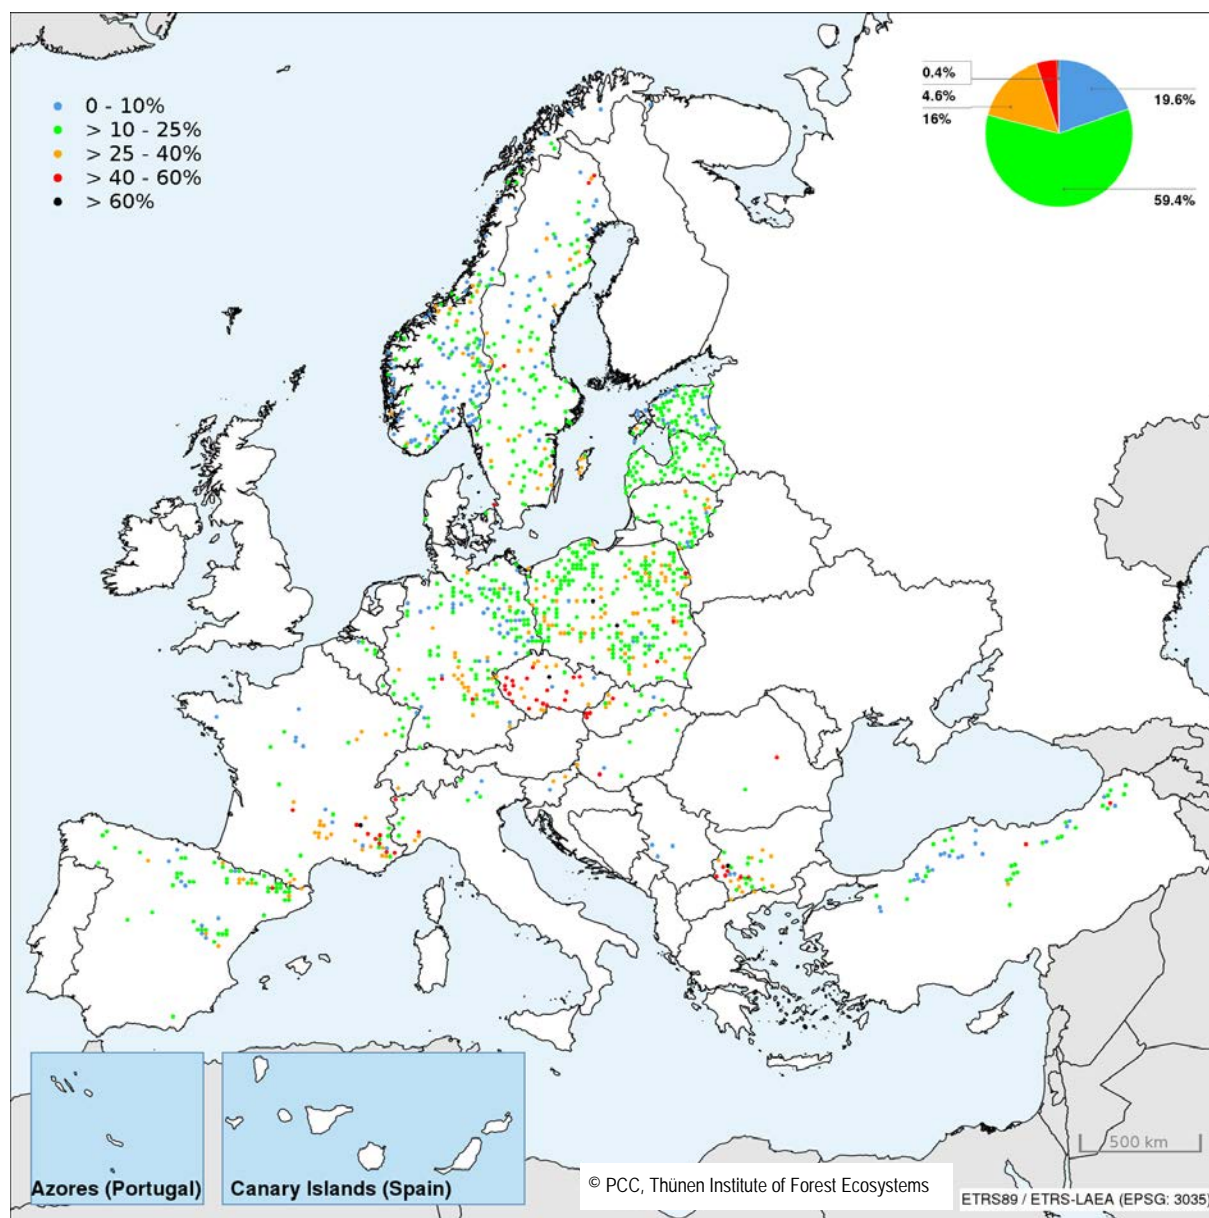 0 - 10%
> 10 - 25%
> 25 - 40%
> 40 - 60%
> 60%
0.4%
4.6%
16%
19.6%
59.4%
500 km
Azores (Portugal)
Canary Islands (Spain)
© PCC, Thünen Institute of Forest Ecosystems
ETRS89 / ETRS-LAEA (EPSG: 3035)